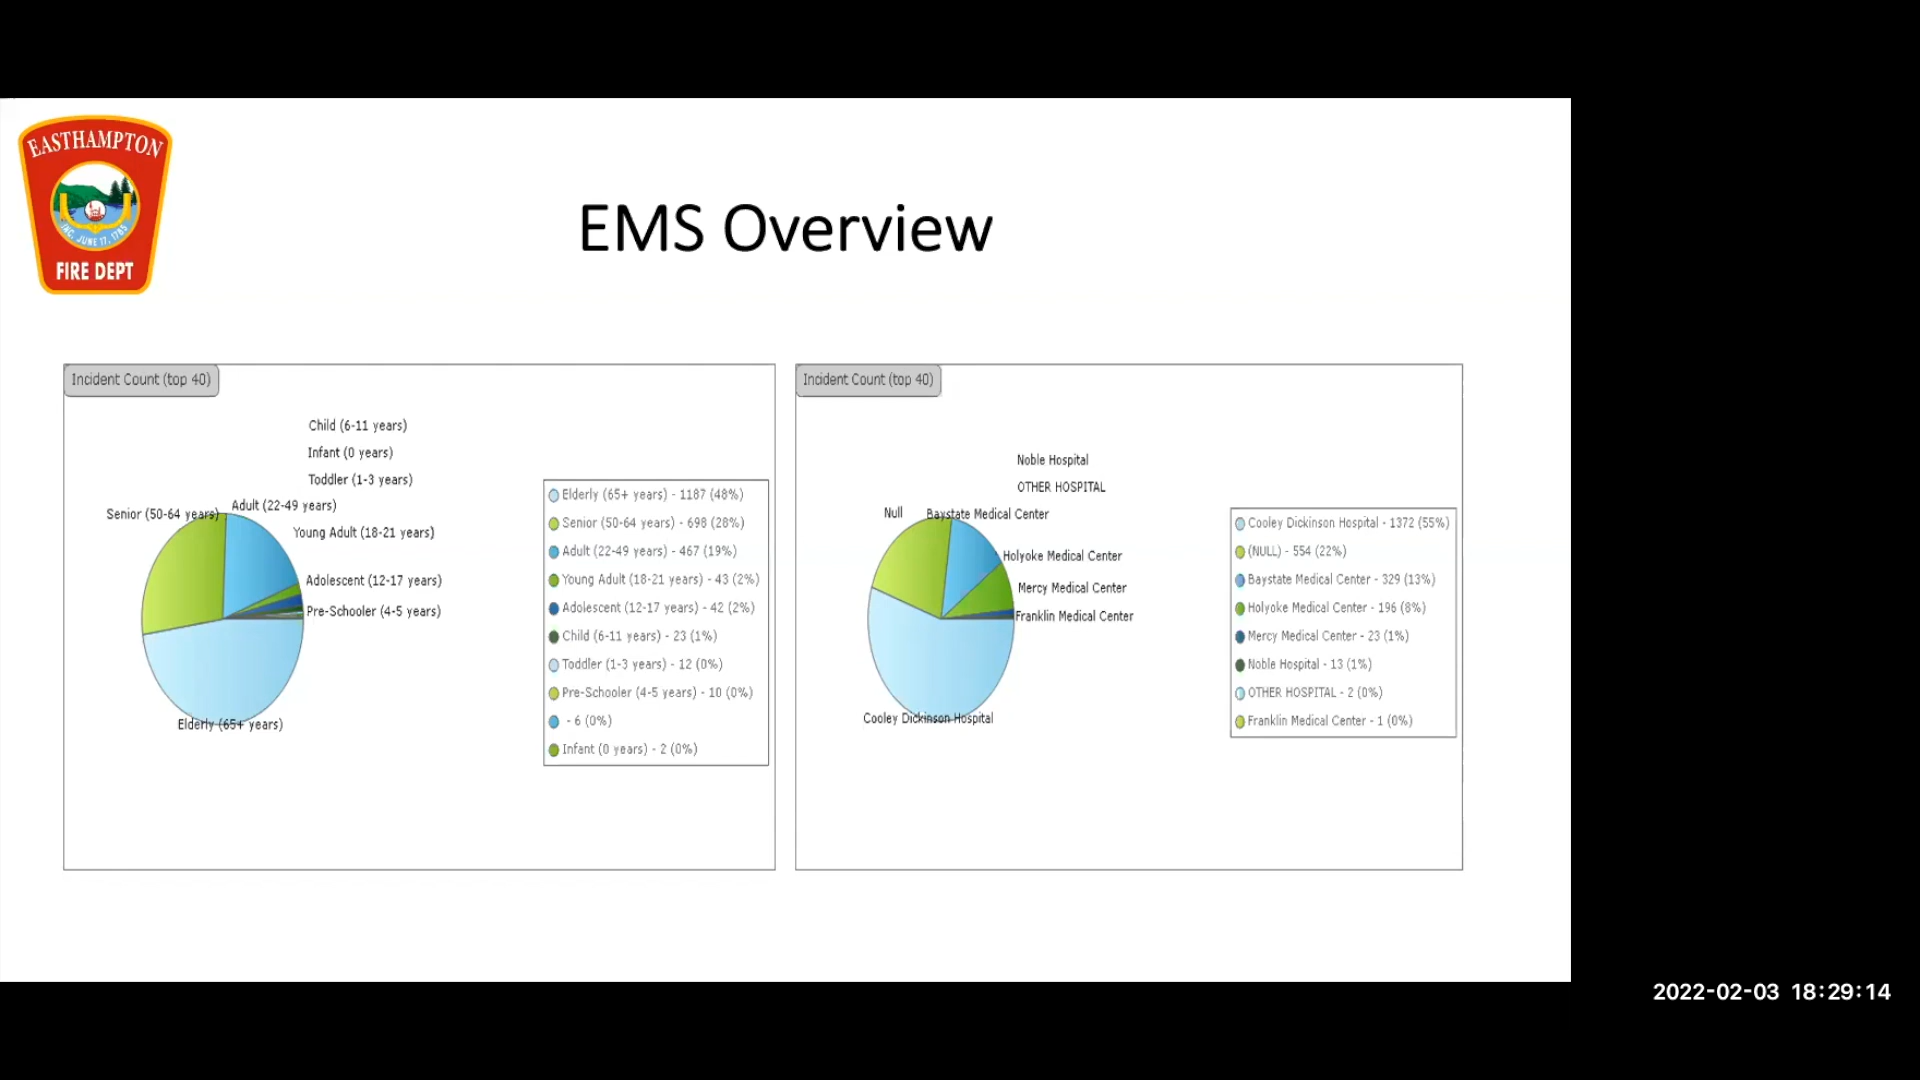 EASTHAMPTON
INC. JUNE 17, 1785
FIRE DEPT
EMS Overview
Incident Count (top 40)
Child (6-11 years)
Infant (0 years)
Toddler (1-3 years)
Adult (22-49 years)
Senior (50-64 years)
Young Adult (18-21 years)
Adolescent (12-17 years)
Pre-Schooler (4-5 years)
Elderly (65+ years)
Elderly (65+ years) - 1187 (48%)
Senior (50-64 years) - 698 (28%)
Adult (22-49 years) - 467 (19%)
Young Adult (18-21 years) - 43 (2%)
Adolescent (12-17 years) - 42 (2%)
Child (6-11 years) - 23 (1%)
Toddler (1-3 years) - 12 (0%)
Pre-Schooler (4-5 years) - 10 (0%)
- 6 (0%)
Infant (0 years) - 2 (0%)
Incident Count (top 40)
Noble Hospital
OTHER HOSPITAL
Null
Baystate Medical Center
Holyoke Medical Center
Mercy Medical Center
Franklin Medical Center
Cooley Dickinson Hospital
Cooley Dickinson Hospital - 1372 (55%)
(NULL) - 554 (22%)
Baystate Medical Center - 329 (13%)
Holyoke Medical Center - 196 (8%)
Mercy Medical Center - 23 (1%)
Noble Hospital - 13 (1%)
OTHER HOSPITAL - 2 (0%)
Franklin Medical Center - 1 (0%)
2022-02-03 18:29:14